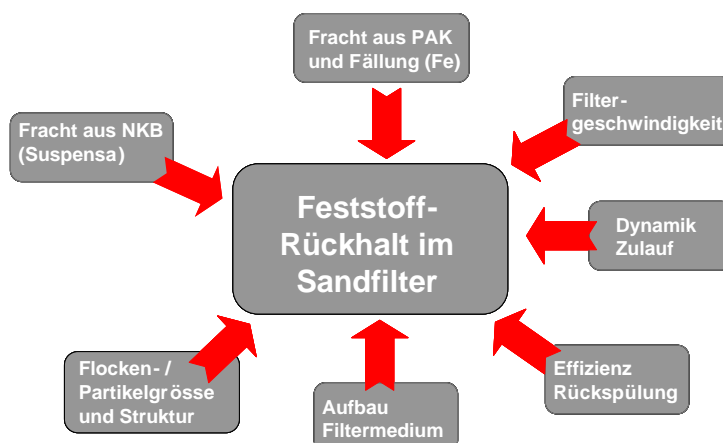 Fracht aus PAK
und Fällung (Fe)
Filter-
geschwindigkeit
Fracht aus NKB
(Suspensa)
Feststoff-
Rückhalt im
Sandfilter
Dynamik
Zulauf
Flocken- /
Partikelgrösse
und Struktur
Aufbau
Filtermedium
Effizienz
Rückspülung